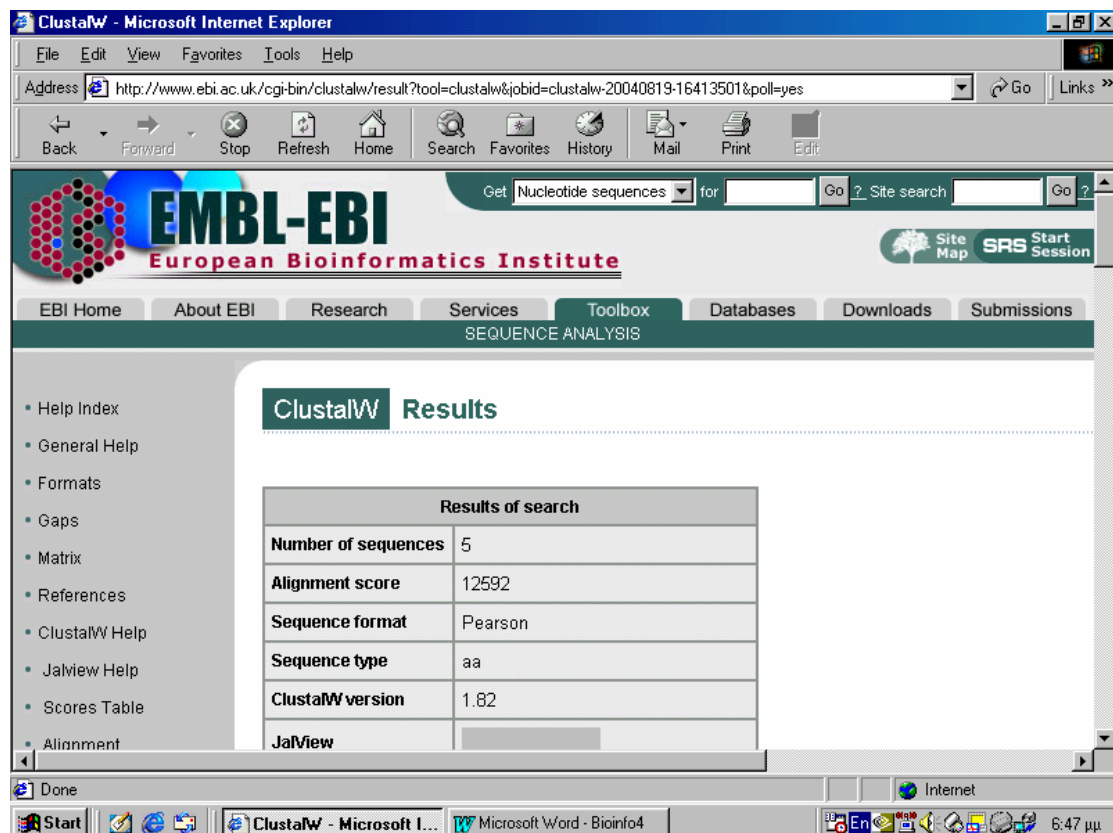 ClustalW - Microsoft Internet Explorer
File Edit View Favorites Tools Help
Address http://www.ebi.ac.uk/cgi-bin/clustalw/result?tool=clustalw&jobid=clustalw-20040819-16413501&poll=yes Go Links »
Back Forward Stop Refresh Home Search Favorites History Mail Print Edit
Get Nucleotide sequences for Go ? Site search Go ?
EMBL-EBI
European Bioinformatics Institute
Site Map SRS Start Session
EBI Home About EBI Research Services Toolbox Databases Downloads Submissions
SEQUENCE ANALYSIS
ClustalW Results
• Help Index
• General Help
• Formats
• Gaps
• Matrix
• References
• ClustalW Help
• Jalview Help
• Scores Table
• Alignment
Results of search
Number of sequences 5
Alignment score 12592
Sequence format Pearson
Sequence type aa
ClustalW version 1.82
JalView
Done Internet
Start ClustalW - Microsoft I... Microsoft Word - Bioinfo4 En 6:47 μμ